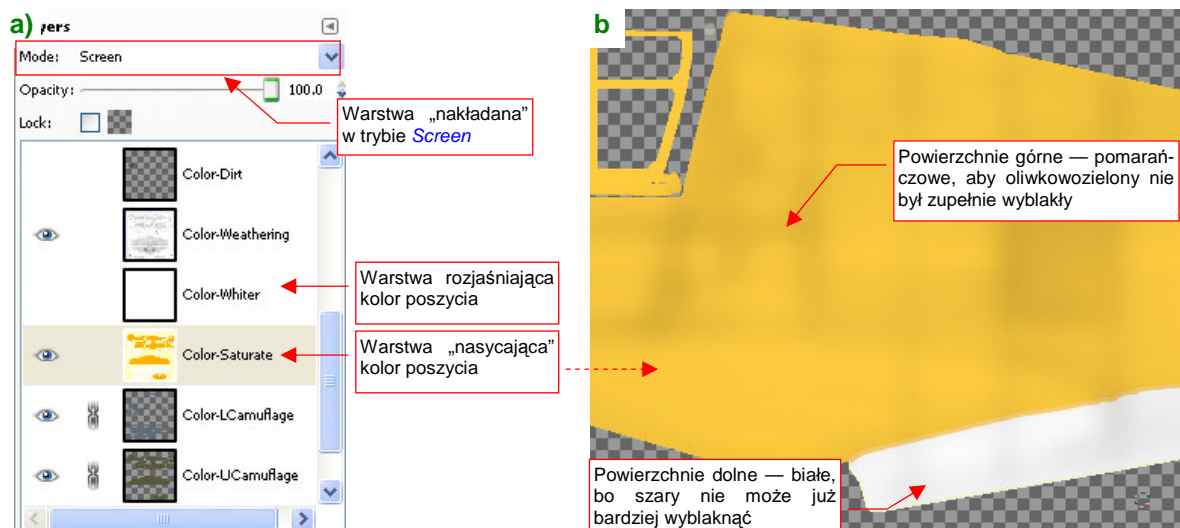 a) yers
Mode: Screen
Opacity: 100.0
Lock:
Color-Dirt
Color-Weathering
Color-Whiter
Color-Saturate
Color-LCamuflage
Color-UCamuflage
Warstwa „nakładana”
w trybie Screen
Warstwa rozjaśniająca
kolor poszycia
Warstwa „nasycająca”
kolor poszycia
b
Powierzchnie górne — pomarań-
czowe, aby oliwkowozielony nie
był zupełnie wyblakły
Powierzchnie dolne — białe,
bo szary nie może już
bardziej wyblaknąć